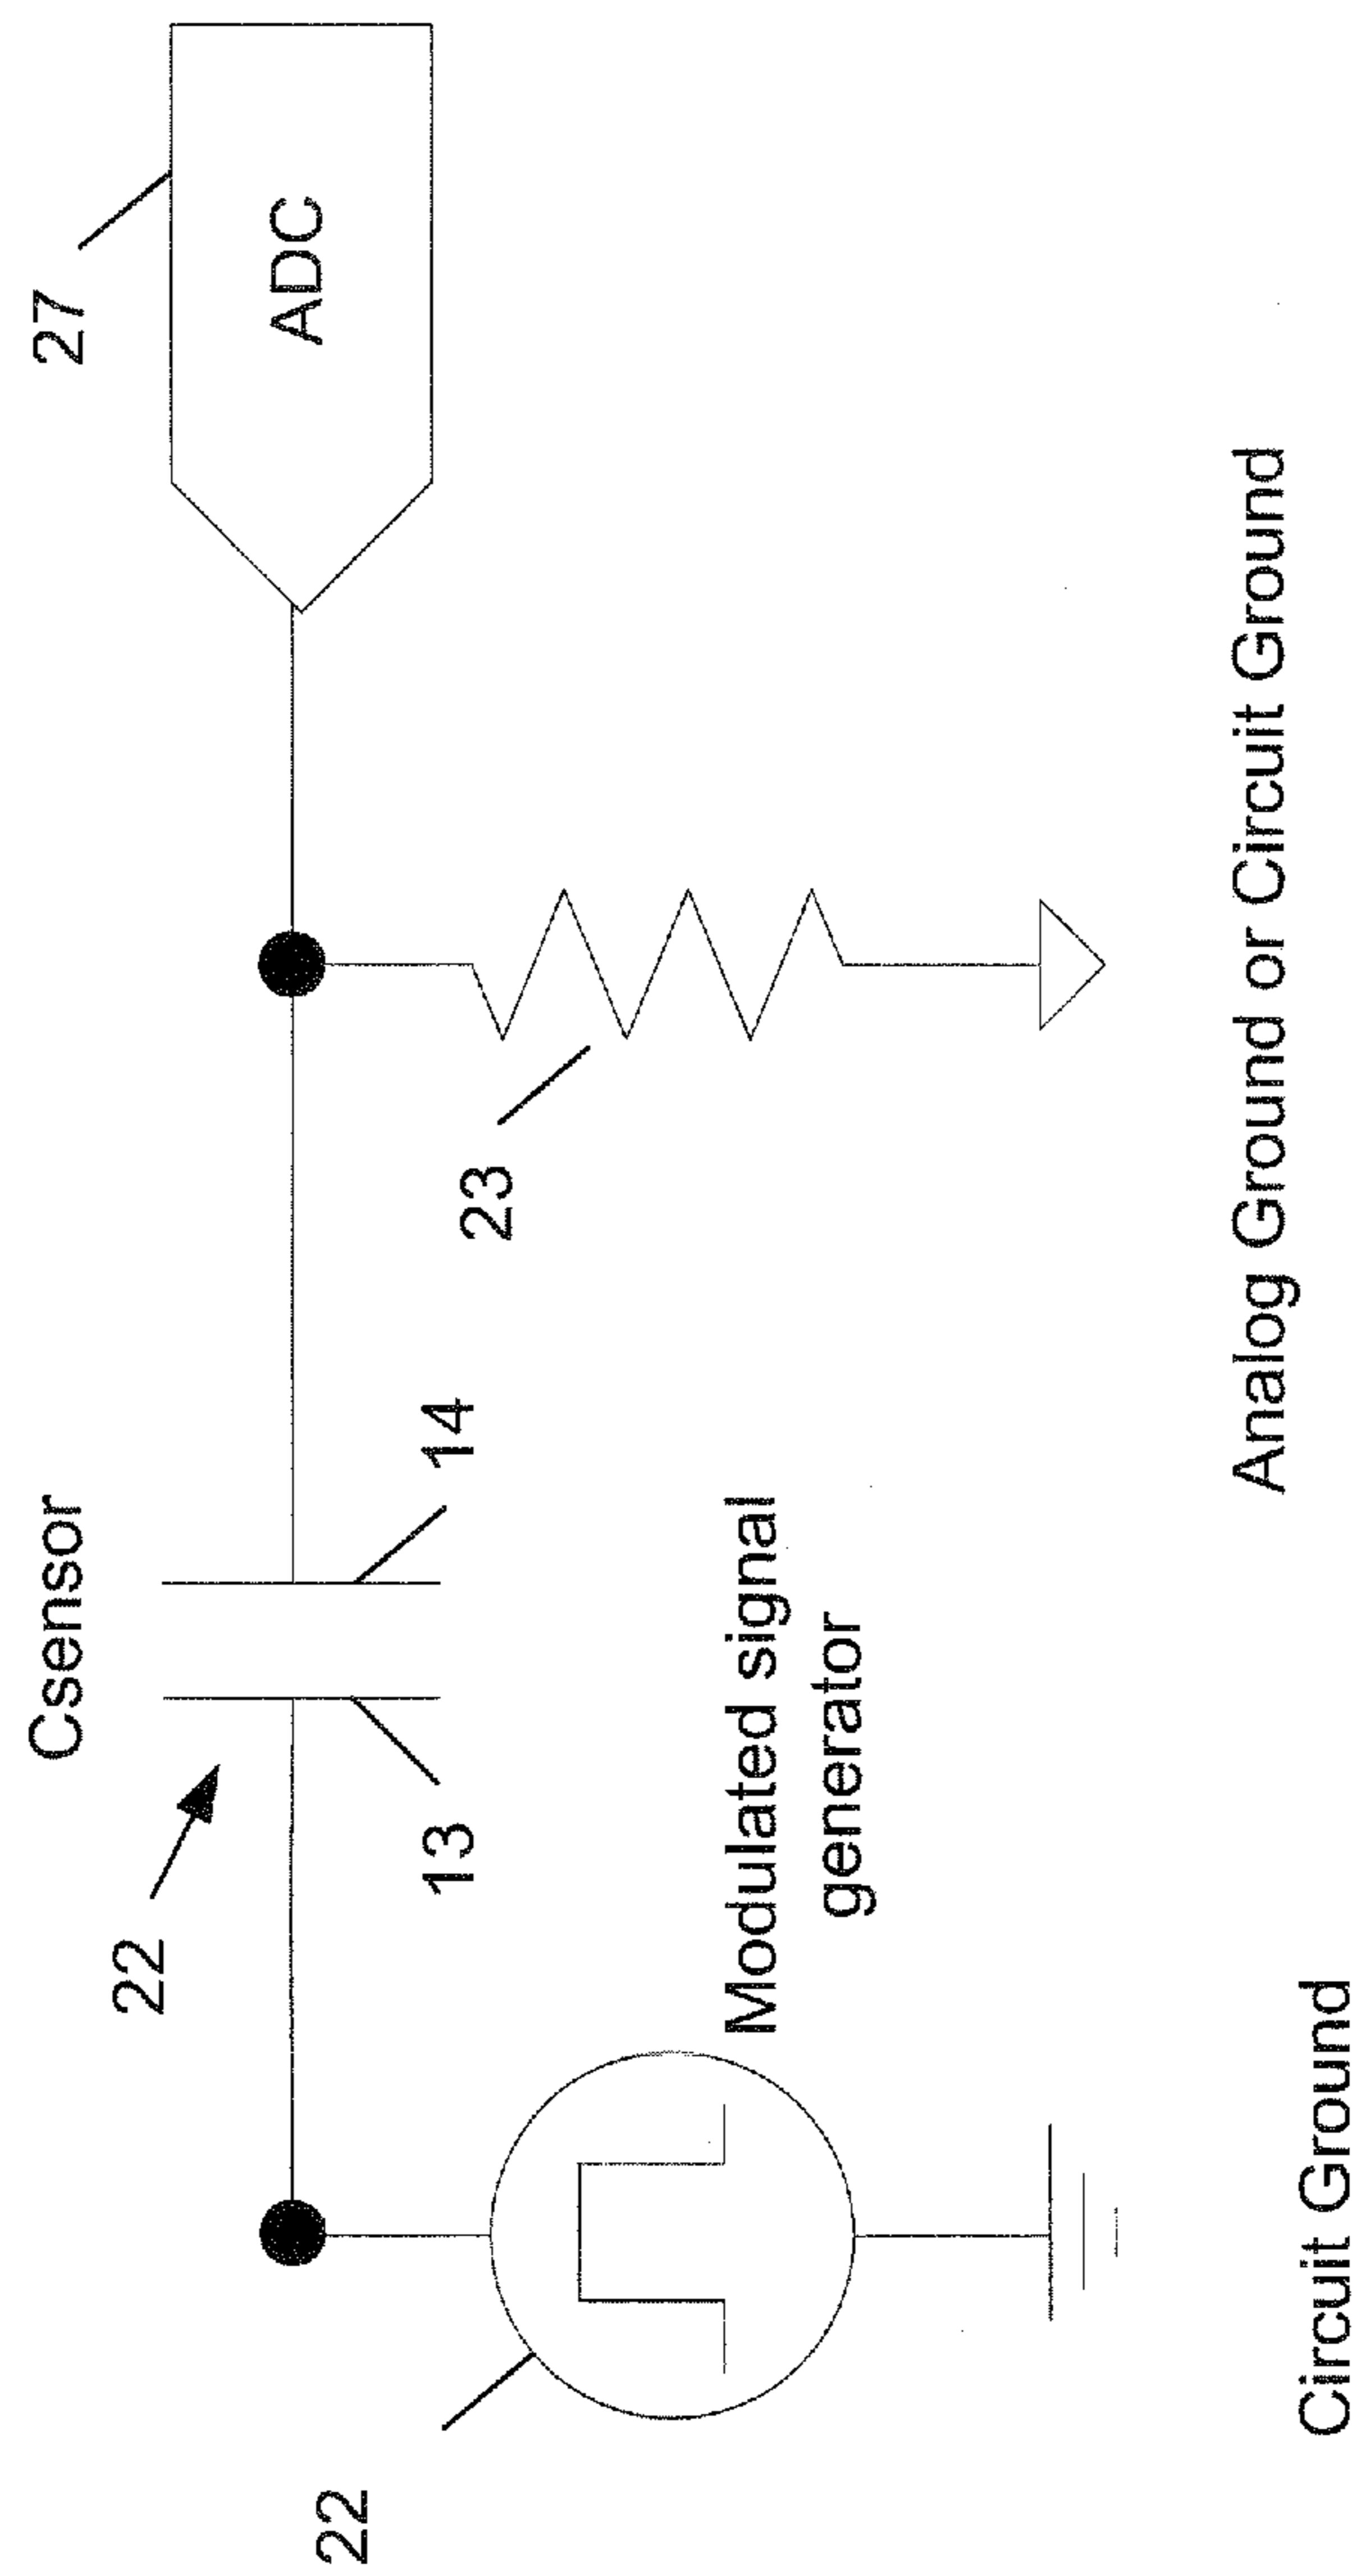 Csensor
27
22
ADC
14
13
23
22
Modulated signal
generator
Analog Ground or Circuit Ground
Circuit Ground